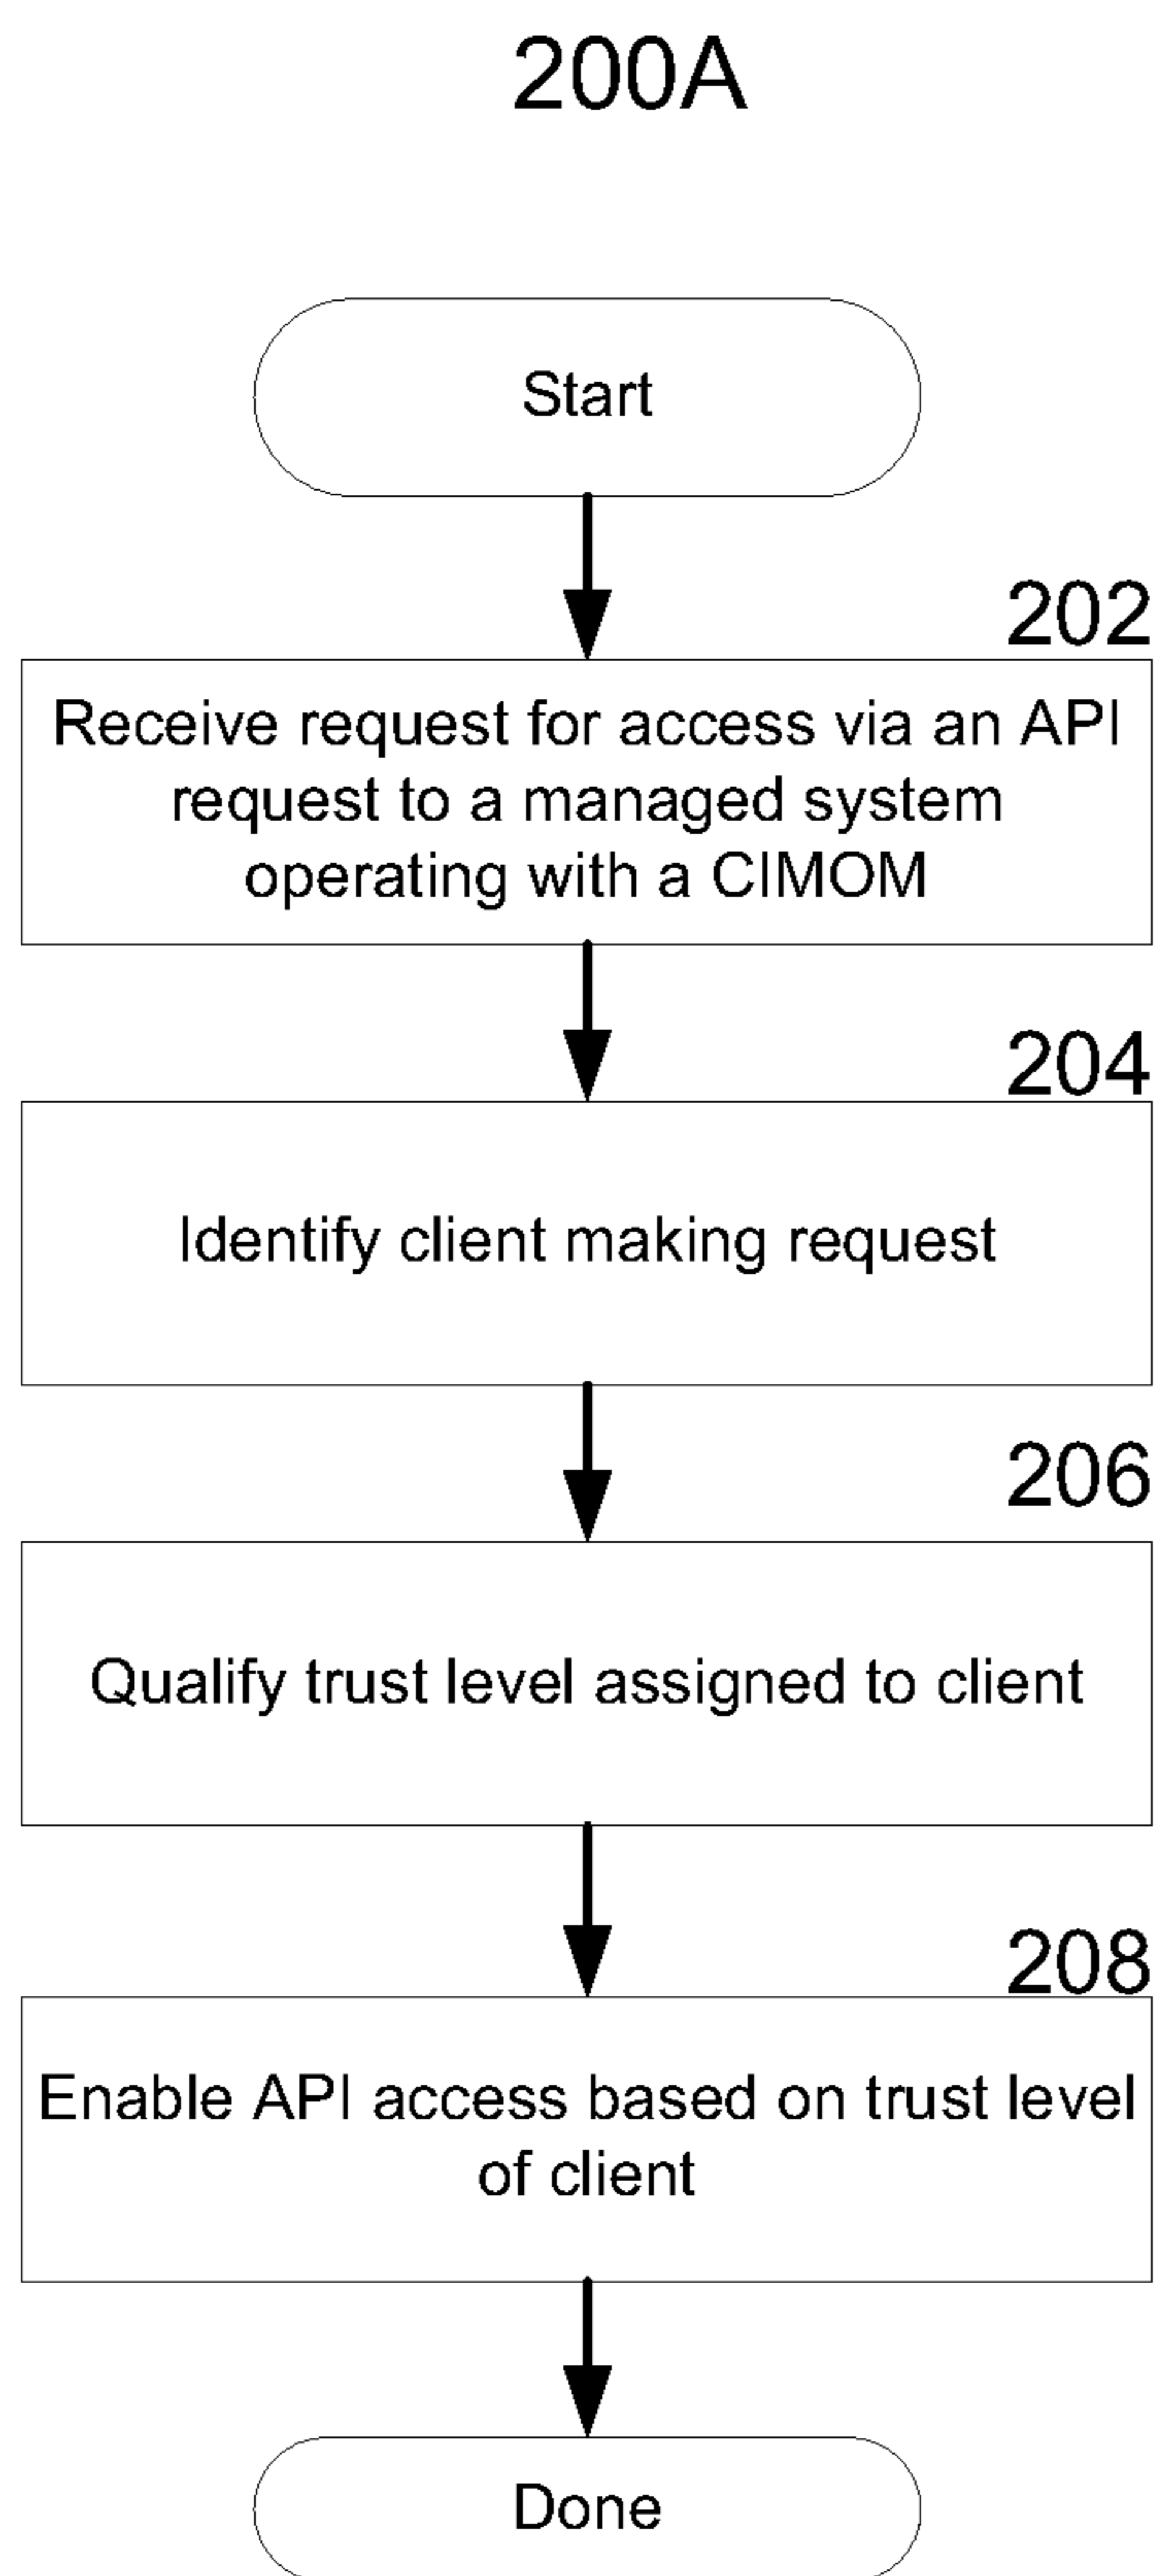 200A
Start
202
Receive request for access via an API
request to a managed system
operating with a CIMOM
204
Identify client making request
206
Qualify trust level assigned to client
208
Enable API access based on trust level
of client
Done